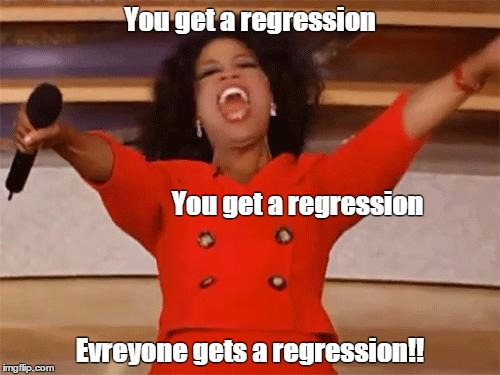 You get a regression
You get a regression
Evreyone gets a regression!!
imgflip.com